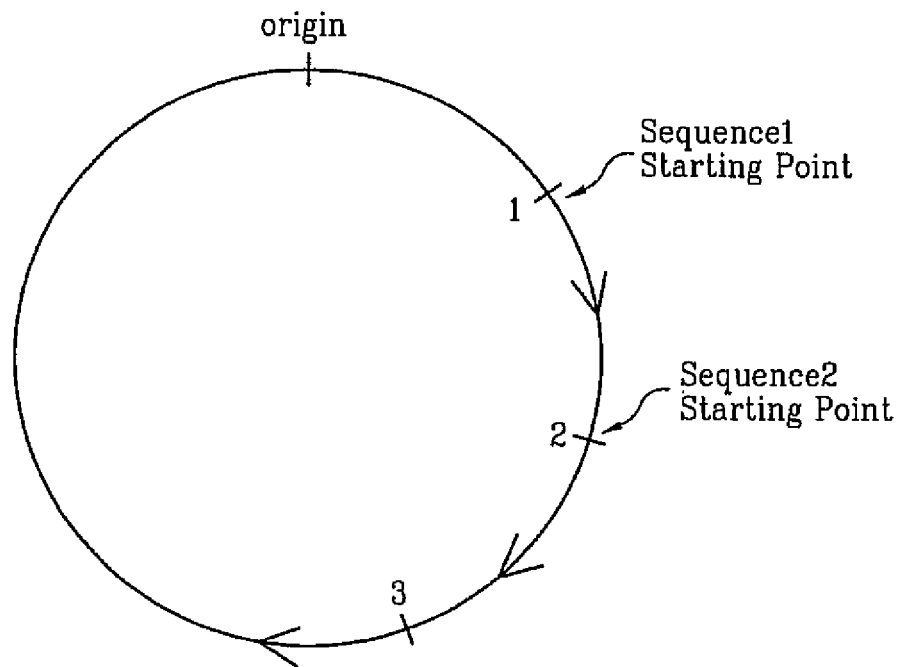 origin
Sequence1
Starting Point
1
Sequence2
Starting Point
2
3